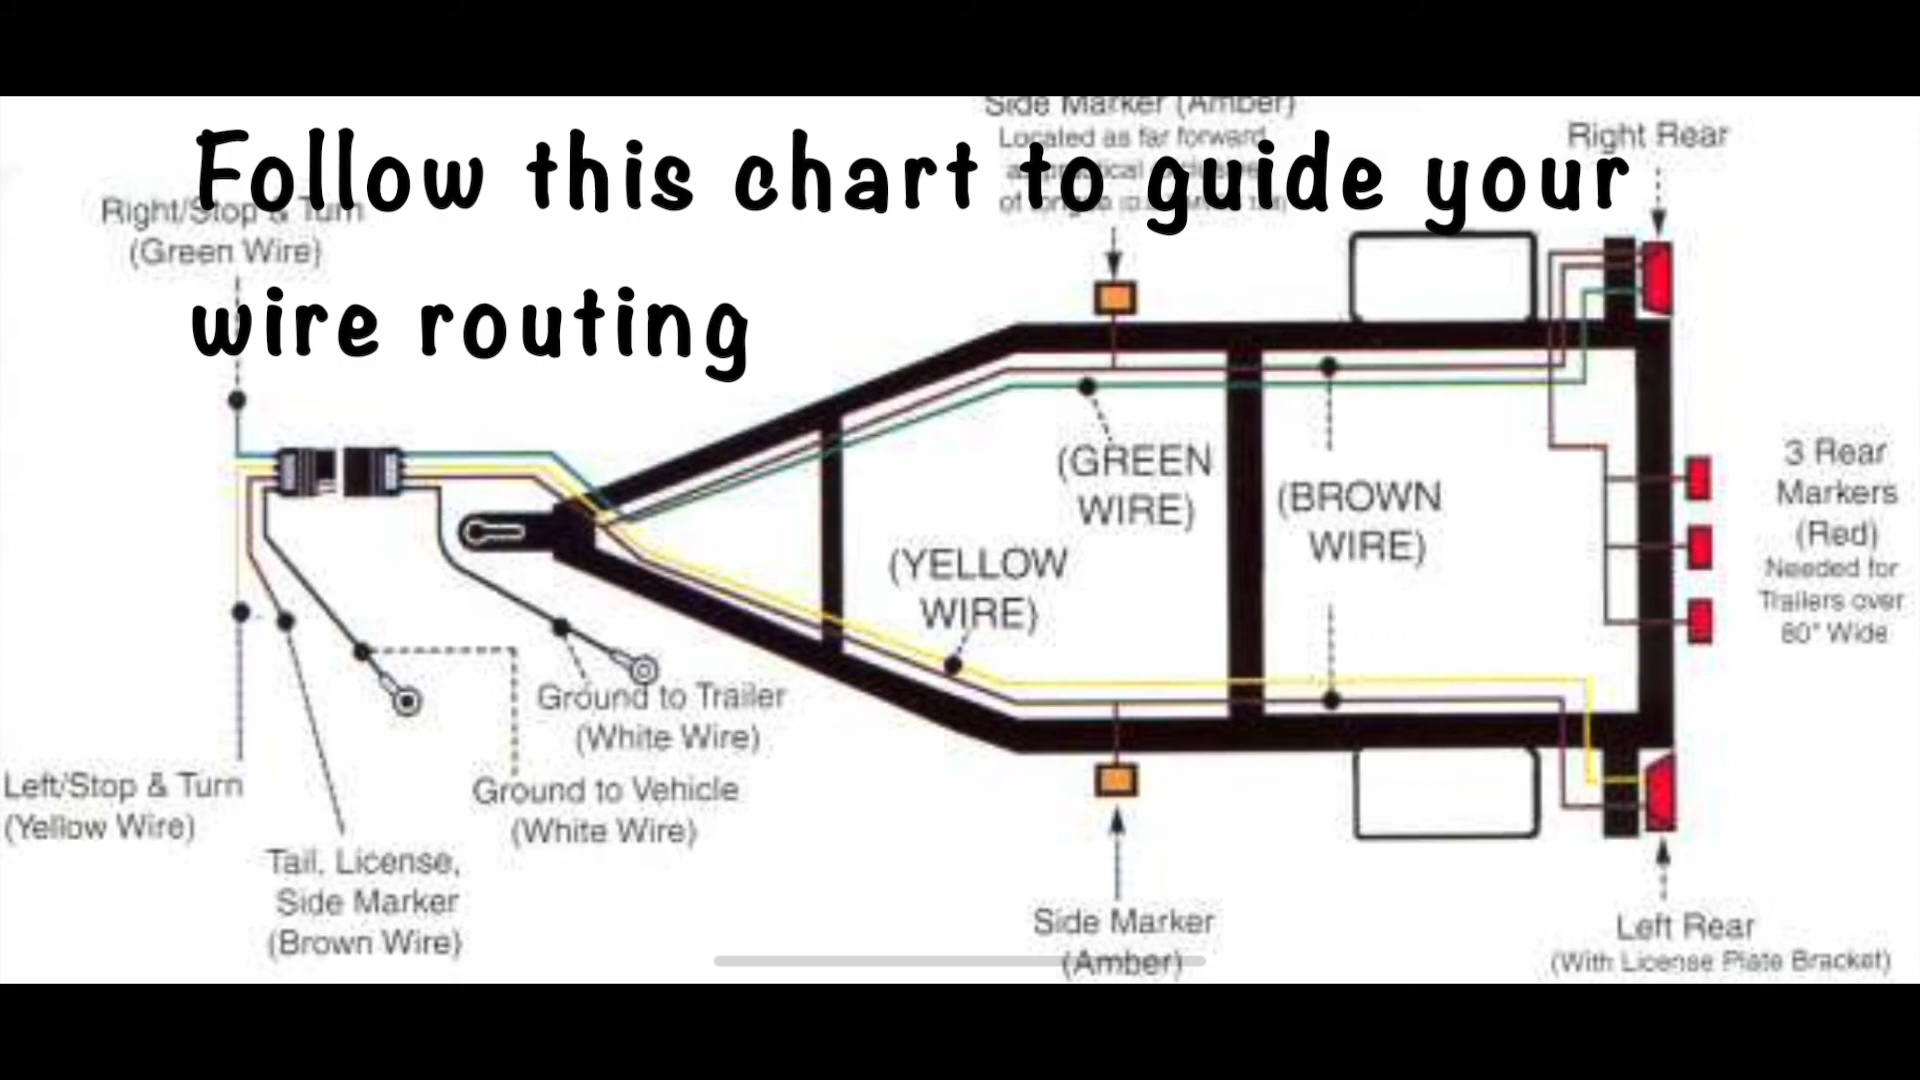 Follow this chart to guide your
wire routing
Side Marker (Amber)
Located as far forward
Right Rear
Right/Stop & Turn
(Green Wire)
(GREEN
WIRE)
(BROWN
WIRE)
(YELLOW
WIRE)
3 Rear
Markers
(Red)
Needed for
Trailers over
80" Wide
Ground to Trailer
(White Wire)
Ground to Vehicle
(White Wire)
Left/Stop & Turn
(Yellow Wire)
Tail, License,
Side Marker
(Brown Wire)
Side Marker
(Amber)
Left Rear
(With License Plate Bracket)